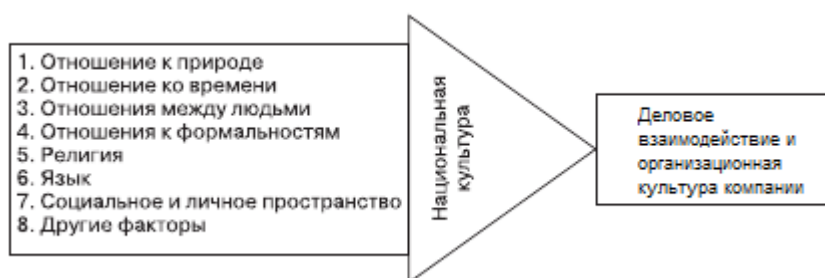 1. Отношение к природе
2. Отношение ко времени
3. Отношения между людьми
4. Отношения к формальностям
5. Религия
6. Язык
7. Социальное и личное пространство
8. Другие факторы
Национальная
культура
Деловое
взаимодействие и
организационная
культура компании